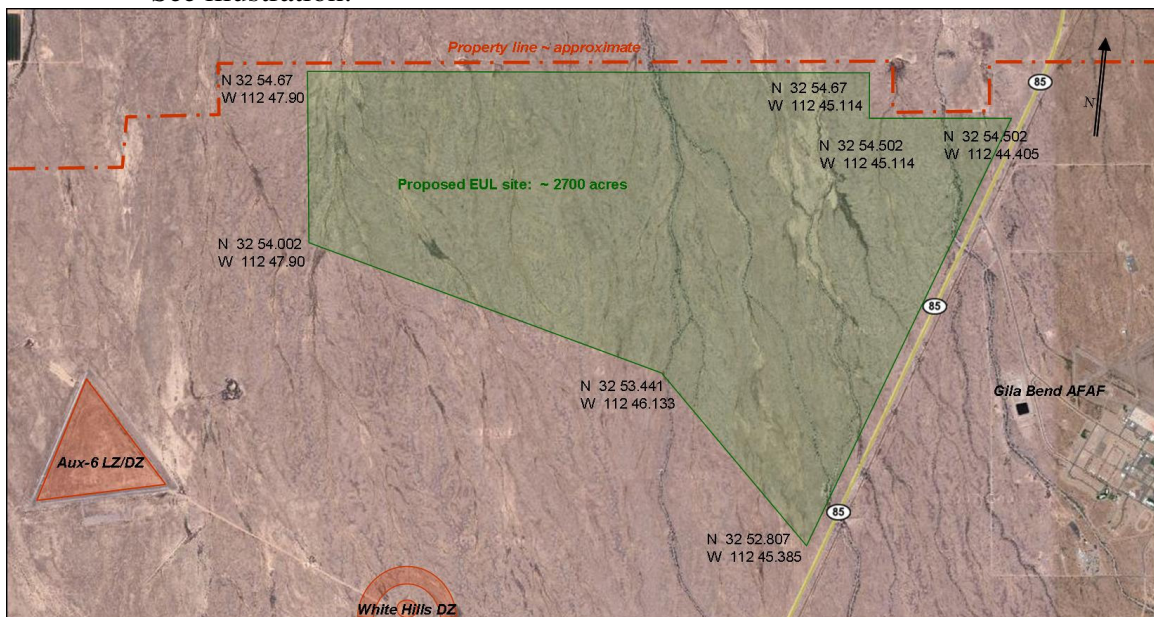 See illustration.
Property line ~ approximate
N 32 54.67
W 112 47.90
N 32 54.67
W 112 45.114
85
N
N 32 54.502
W 112 45.114
N 32 54.502
W 112 44.405
Proposed EUL site: ~ 2700 acres
N 32 54.002
W 112 47.90
85
N 32 53.441
W 112 46.133
Gila Bend AFAF
Aux-6 LZ/DZ
85
N 32 52.807
W 112 45.385
White Hills DZ